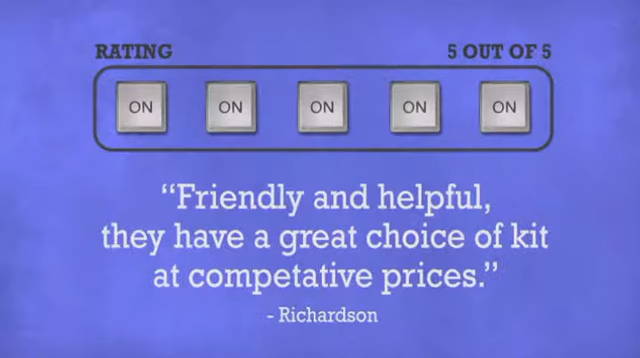 RATING 5 OUT OF 5
ON ON ON ON ON
“Friendly and helpful,
they have a great choice of kit
at competative prices.”
- Richardson